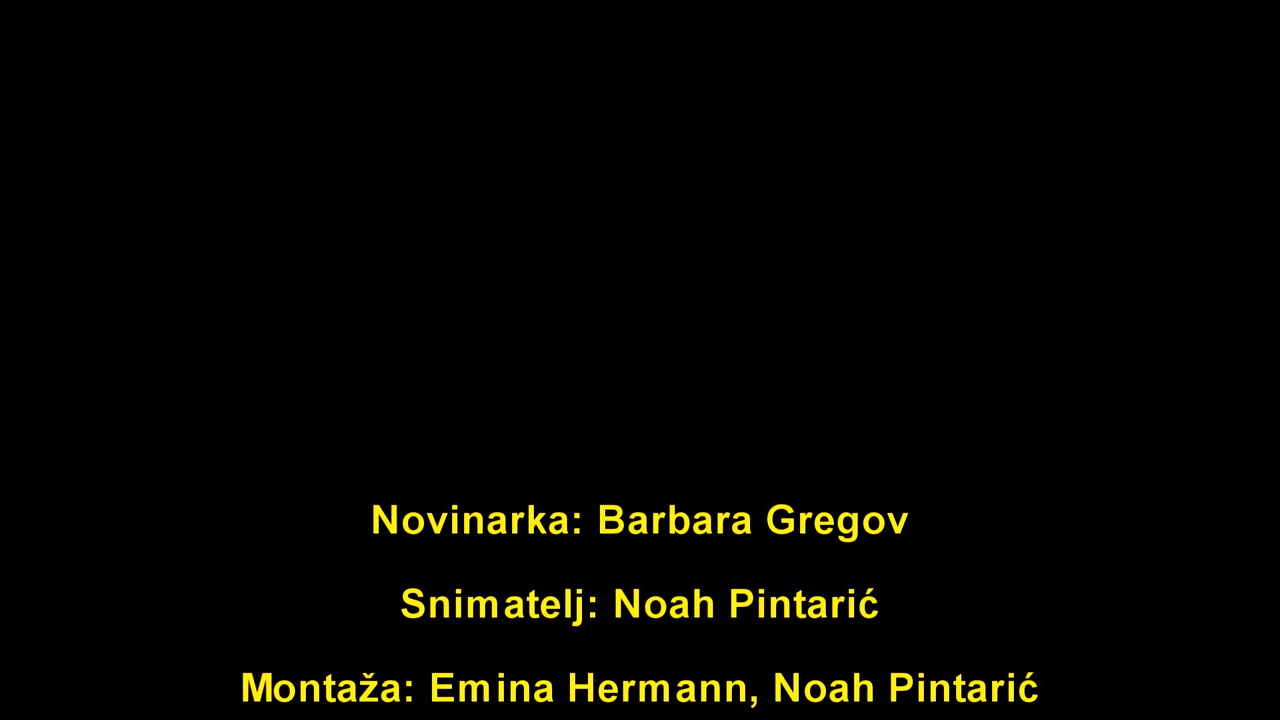 Novinarka: Barbara Gregov
Snimatelj: Noah Pintarić
Montaža: Emina Hermann, Noah Pintarić